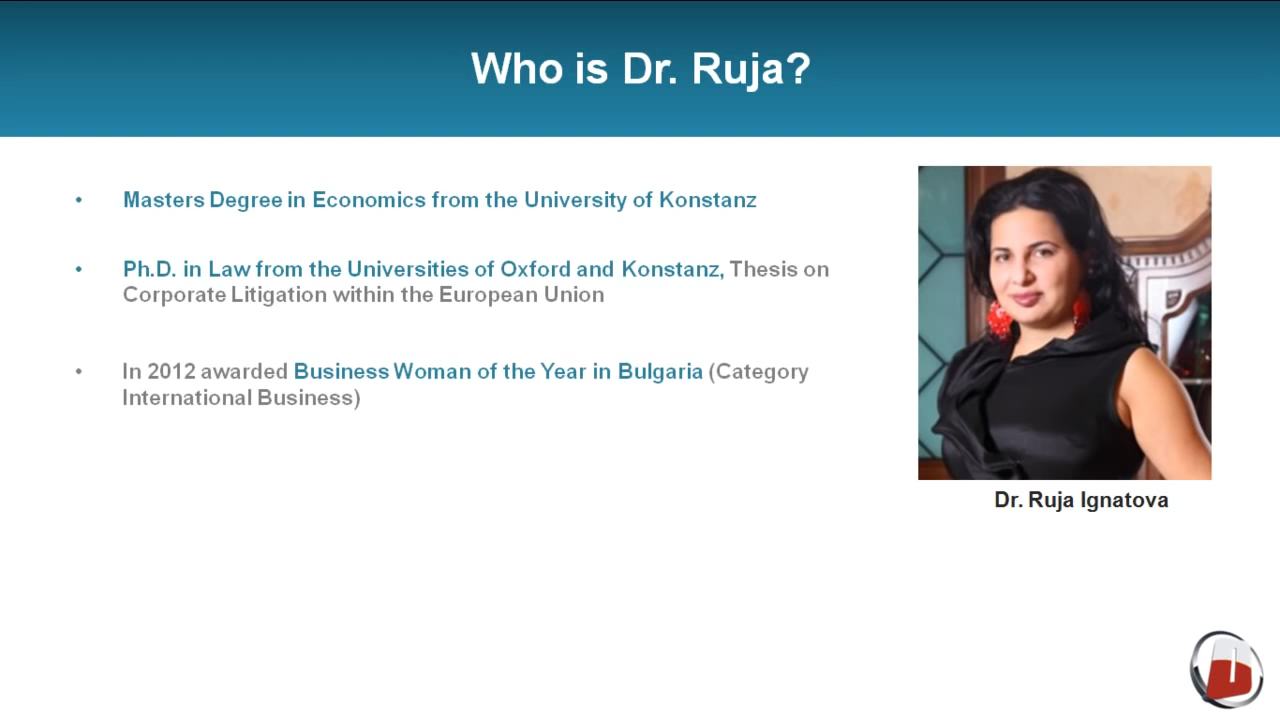 Who is Dr. Ruja?
• Masters Degree in Economics from the University of Konstanz
• Ph.D. in Law from the Universities of Oxford and Konstanz, Thesis on
Corporate Litigation within the European Union
• In 2012 awarded Business Woman of the Year in Bulgaria (Category
International Business)
Dr. Ruja Ignatova